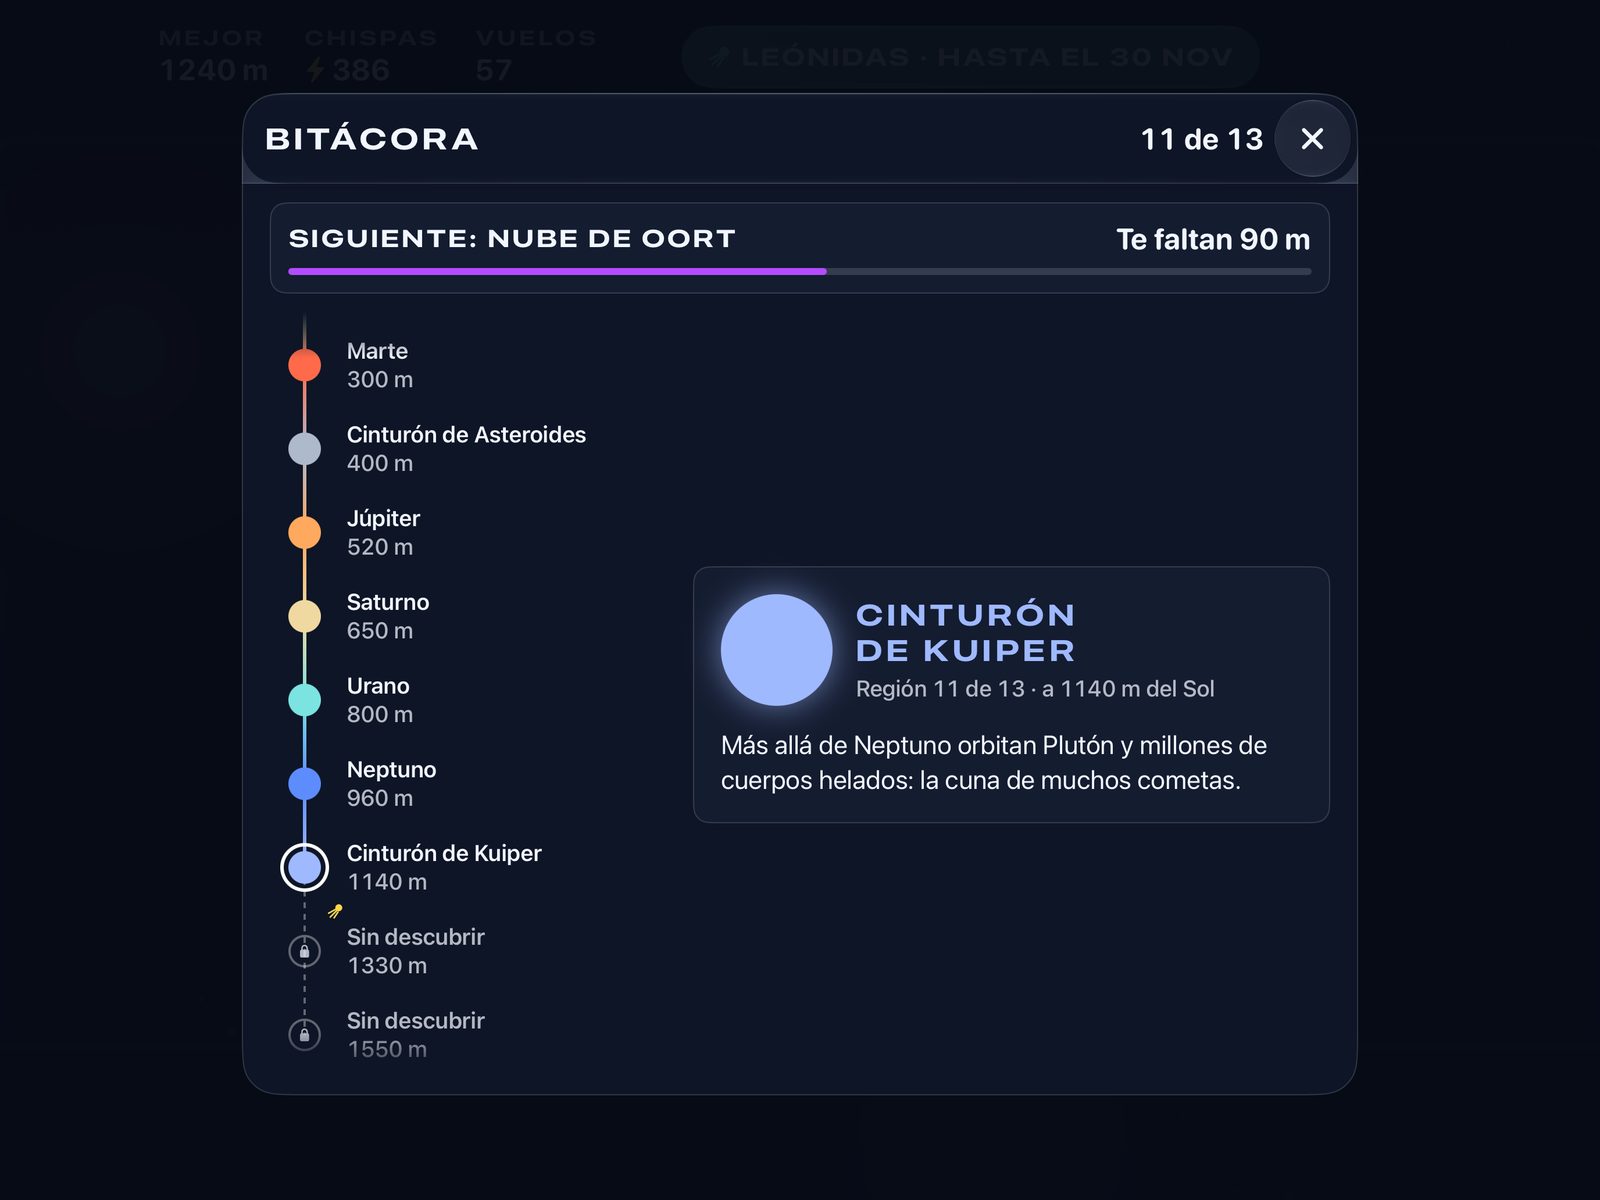 MEJOR CHISPAS VUELOS
1240 m 386 57
LEÓNIDAS · HASTA EL 30 NOV
BITÁCORA
11 de 13
SIGUIENTE: NUBE DE OORT
Te faltan 90 m
Marte
300 m
Cinturón de Asteroides
400 m
Júpiter
520 m
Saturno
650 m
Urano
800 m
Neptuno
960 m
Cinturón de Kuiper
1140 m
Sin descubrir
1330 m
Sin descubrir
1550 m
CINTURÓN
DE KUIPER
Región 11 de 13 · a 1140 m del Sol
Más allá de Neptuno orbitan Plutón y millones de
cuerpos helados: la cuna de muchos cometas.